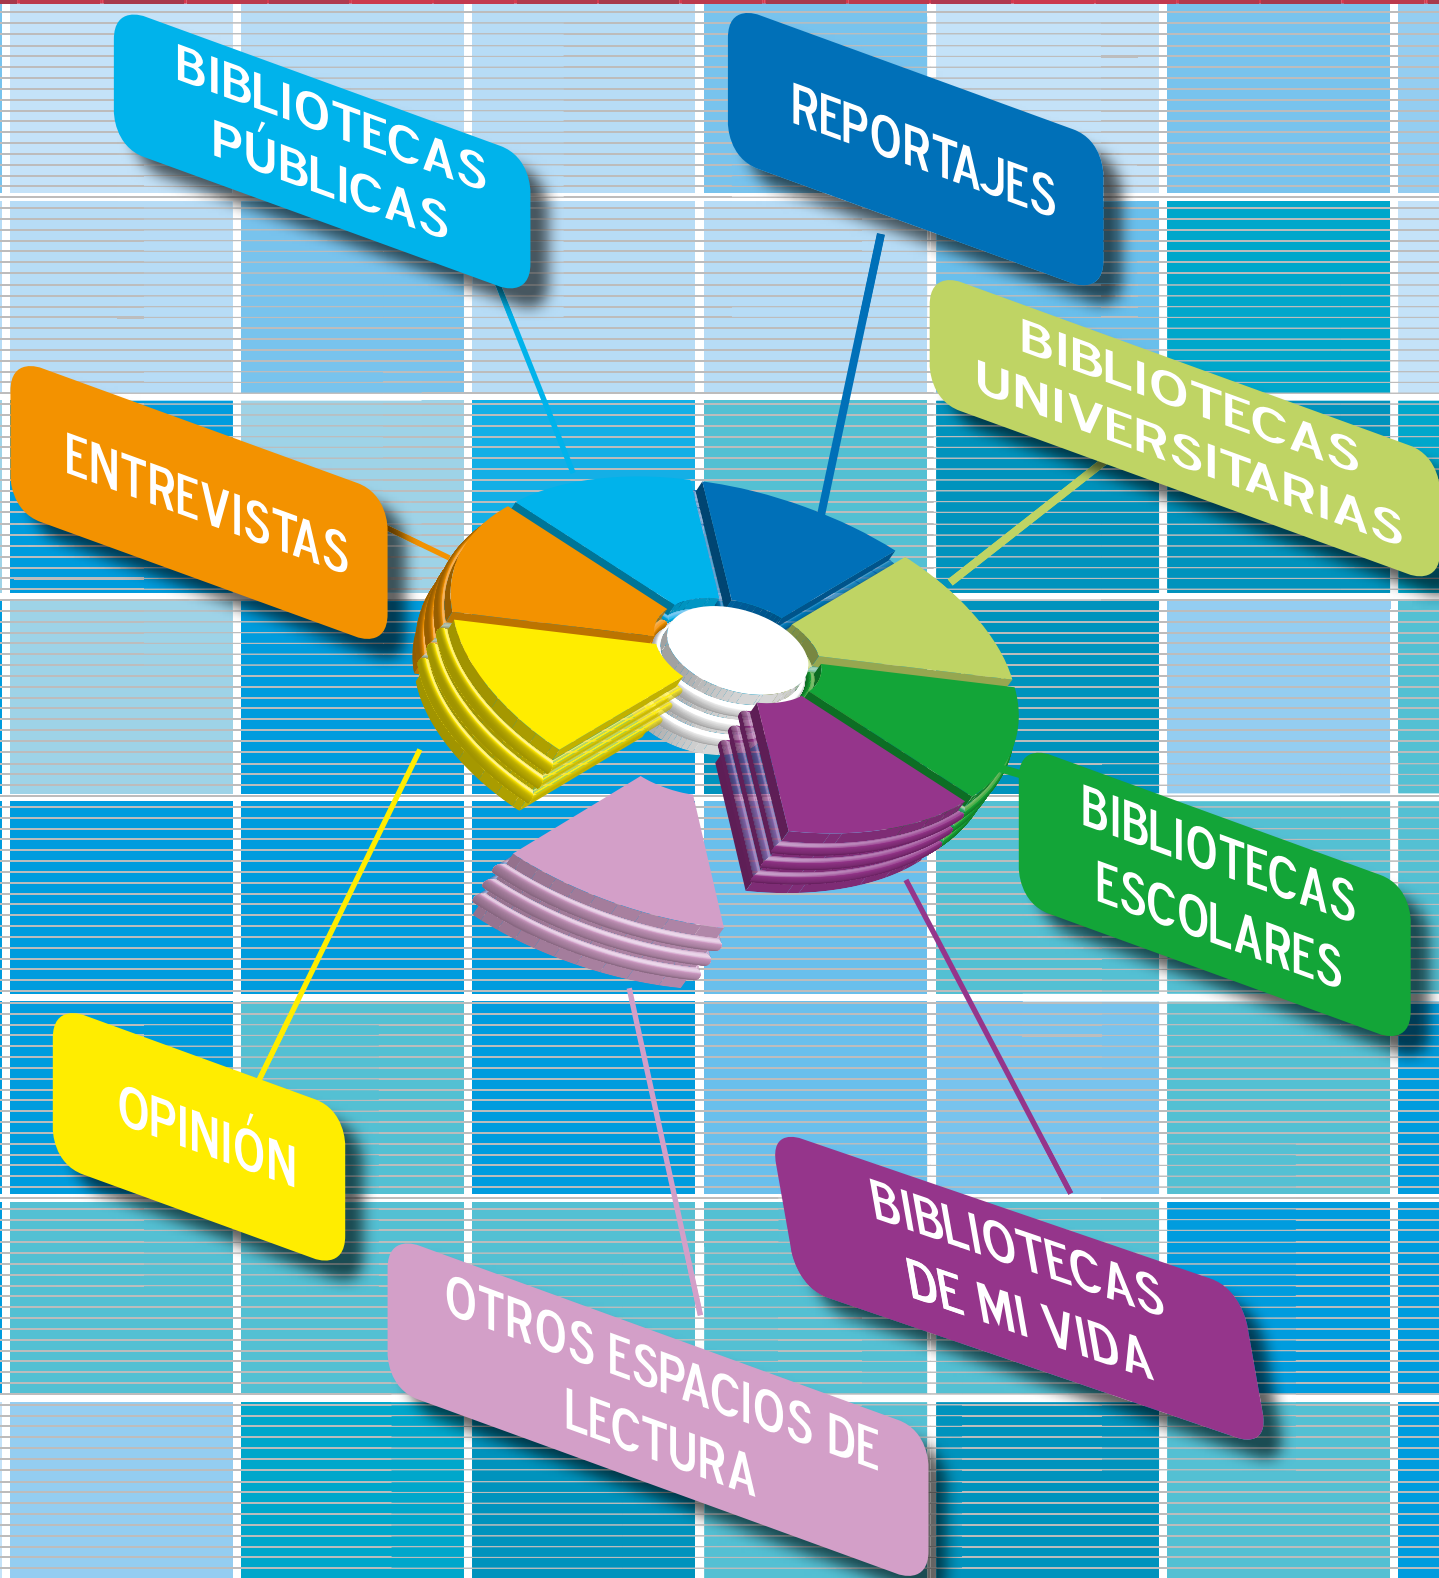 BIBLIOTECAS
PÚBLICAS
REPORTAJES
BIBLIOTECAS
UNIVERSITARIAS
ENTREVISTAS
BIBLIOTECAS
ESCOLARES
OPINIÓN
BIBLIOTECAS
DE MI VIDA
OTROS ESPACIOS DE
LECTURA